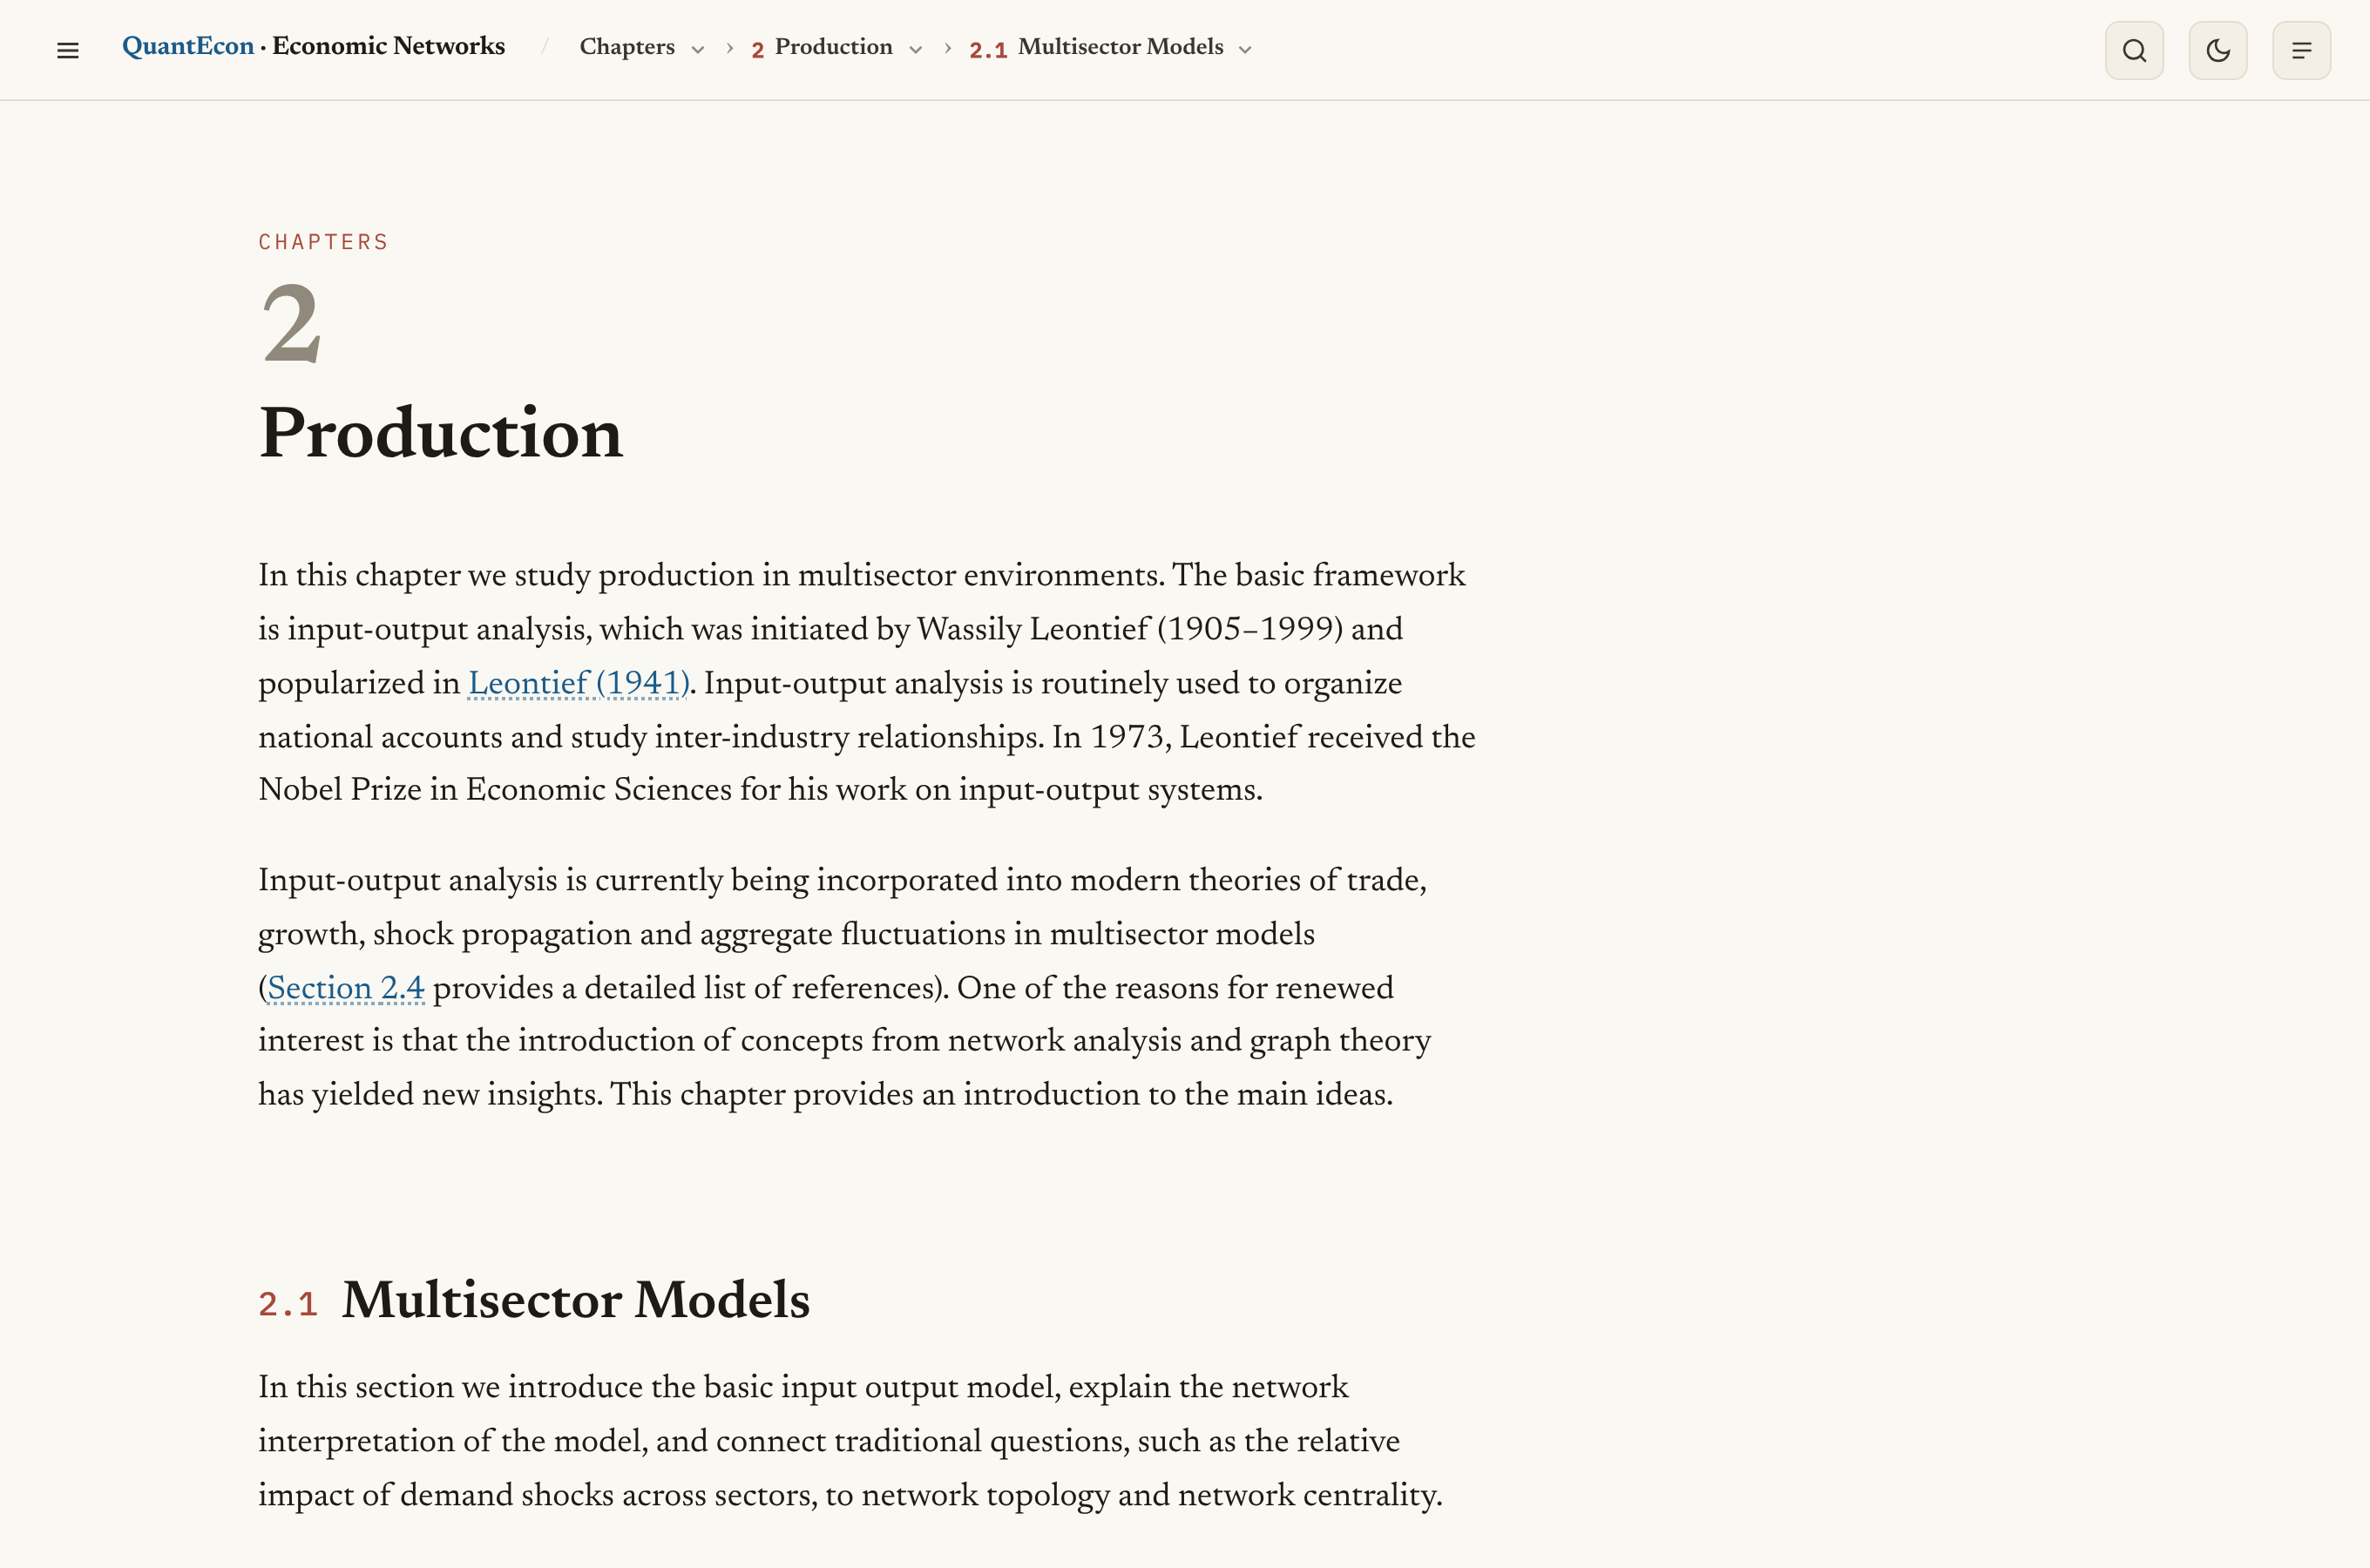 QuantEcon · Economic Networks / Chapters › 2 Production › 2.1 Multisector Models
CHAPTERS
2
Production
In this chapter we study production in multisector environments. The basic framework
is input-output analysis, which was initiated by Wassily Leontief (1905–1999) and
popularized in Leontief (1941). Input-output analysis is routinely used to organize
national accounts and study inter-industry relationships. In 1973, Leontief received the
Nobel Prize in Economic Sciences for his work on input-output systems.
Input-output analysis is currently being incorporated into modern theories of trade,
growth, shock propagation and aggregate fluctuations in multisector models
(Section 2.4 provides a detailed list of references). One of the reasons for renewed
interest is that the introduction of concepts from network analysis and graph theory
has yielded new insights. This chapter provides an introduction to the main ideas.
2.1 Multisector Models
In this section we introduce the basic input output model, explain the network
interpretation of the model, and connect traditional questions, such as the relative
impact of demand shocks across sectors, to network topology and network centrality.